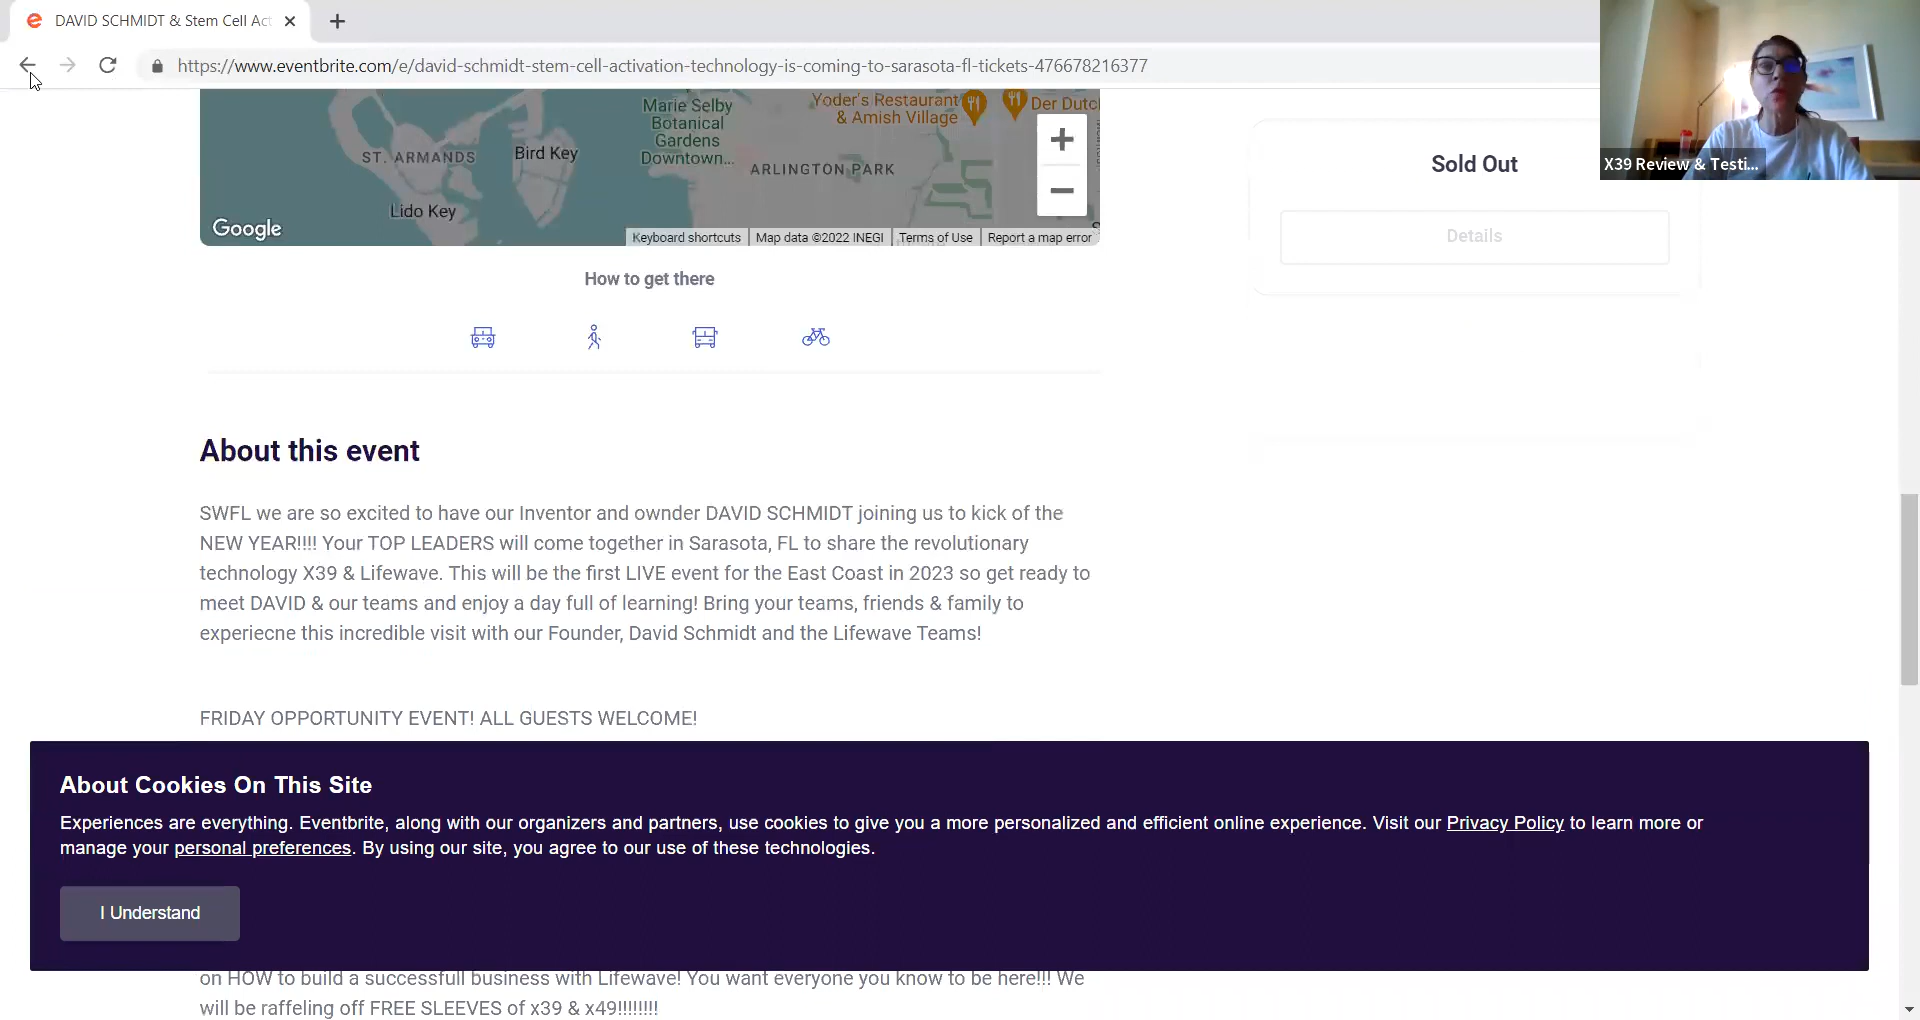 DAVID SCHMIDT & Stem Cell Act
https://www.eventbrite.com/e/david-schmidt-stem-cell-activation-technology-is-coming-to-sarasota-fl-tickets-476678216377
X39 Review & Testi...
Marie Selby
Botanical
Gardens
Downtown...
Yoder's Restaurant
& Amish Village
Der Dutch
ST. ARMANDS
Bird Key
ARLINGTON PARK
Lido Key
Google
Keyboard shortcuts
Map data ©2022 INEGI
Terms of Use
Report a map error
Sold Out
Details
How to get there
About this event
SWFL we are so excited to have our Inventor and ownder DAVID SCHMIDT joining us to kick of the
NEW YEAR!!!! Your TOP LEADERS will come together in Sarasota, FL to share the revolutionary
technology X39 & Lifewave. This will be the first LIVE event for the East Coast in 2023 so get ready to
meet DAVID & our teams and enjoy a day full of learning! Bring your teams, friends & family to
experiecne this incredible visit with our Founder, David Schmidt and the Lifewave Teams!
FRIDAY OPPORTUNITY EVENT! ALL GUESTS WELCOME!
About Cookies On This Site
Experiences are everything. Eventbrite, along with our organizers and partners, use cookies to give you a more personalized and efficient online experience. Visit our Privacy Policy to learn more or
manage your personal preferences. By using our site, you agree to our use of these technologies.
I Understand
on HOW to build a successfull business with Lifewave! You want everyone you know to be here!!! We
will be raffeling off FREE SLEEVES of x39 & x49!!!!!!!!